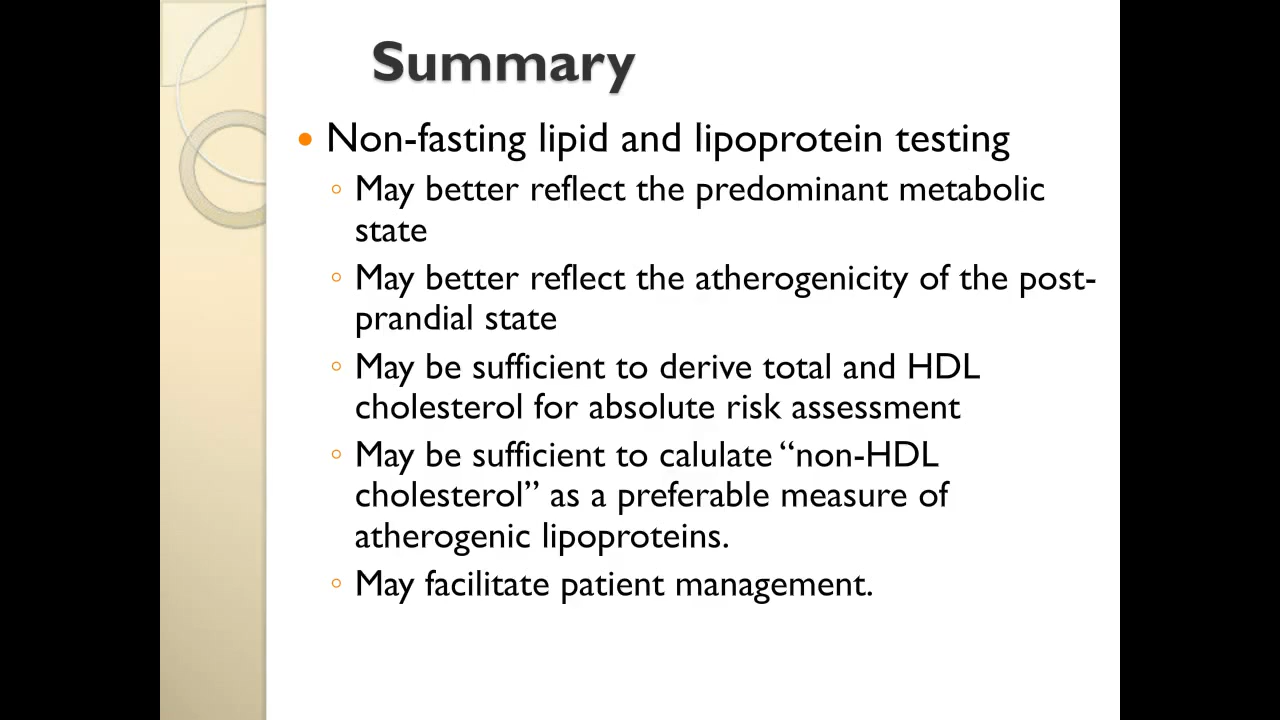 Summary
• Non-fasting lipid and lipoprotein testing
◦ May better reflect the predominant metabolic
state
◦ May better reflect the atherogenicity of the post-
prandial state
◦ May be sufficient to derive total and HDL
cholesterol for absolute risk assessment
◦ May be sufficient to calulate “non-HDL
cholesterol” as a preferable measure of
atherogenic lipoproteins.
◦ May facilitate patient management.